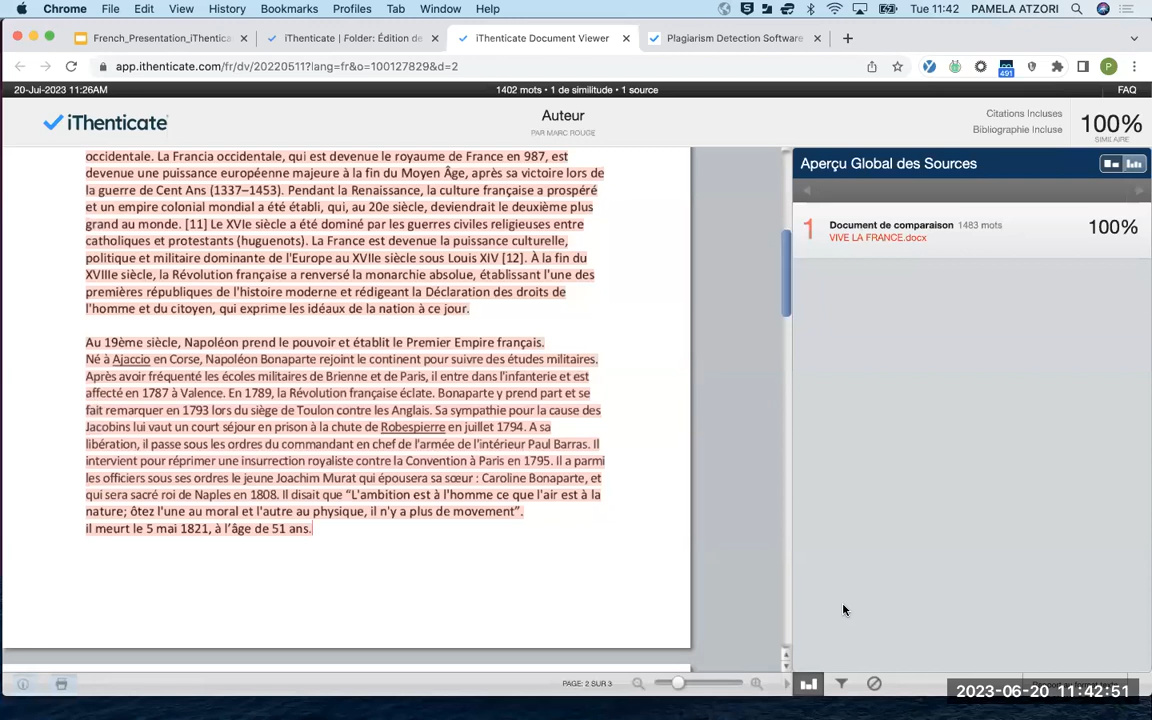 Chrome File Edit View History Bookmarks Profiles Tab Window Help
Tue 11:42 PAMELA ATZORI
French_Presentation_iThentica
iThenticate | Folder: Édition de
iThenticate Document Viewer
Plagiarism Detection Software
app.ithenticate.com/fr/dv/20220511?lang=fr&o=100127829&d=2
491
P
20-Jui-2023 11:26AM
1402 mots • 1 de similitude • 1 source
FAQ
iThenticate®
Auteur
PAR MARC ROUGE
Citations Incluses
Bibliographie Incluse
100%
SIMILAIRE
occidentale. La Francia occidentale, qui est devenue le royaume de France en 987, est
devenue une puissance européenne majeure à la fin du Moyen Âge, après sa victoire lors de
la guerre de Cent Ans (1337–1453). Pendant la Renaissance, la culture française a prospéré
et un empire colonial mondial a été établi, qui, au 20e siècle, deviendrait le deuxième plus
grand au monde. [11] Le XVIe siècle a été dominé par les guerres civiles religieuses entre
catholiques et protestants (huguenots). La France est devenue la puissance culturelle,
politique et militaire dominante de l'Europe au XVIIe siècle sous Louis XIV [12]. À la fin du
XVIIIe siècle, la Révolution française a renversé la monarchie absolue, établissant l'une des
premières républiques de l'histoire moderne et rédigeant la Déclaration des droits de
l'homme et du citoyen, qui exprime les idéaux de la nation à ce jour.
Au 19ème siècle, Napoléon prend le pouvoir et établit le Premier Empire français.
Né à Ajaccio en Corse, Napoléon Bonaparte rejoint le continent pour suivre des études militaires.
Après avoir fréquenté les écoles militaires de Brienne et de Paris, il entre dans l'infanterie et est
affecté en 1787 à Valence. En 1789, la Révolution française éclate. Bonaparte y prend part et se
fait remarquer en 1793 lors du siège de Toulon contre les Anglais. Sa sympathie pour la cause des
Jacobins lui vaut un court séjour en prison à la chute de Robespierre en juillet 1794. A sa
libération, il passe sous les ordres du commandant en chef de l'armée de l'intérieur Paul Barras. Il
intervient pour réprimer une insurrection royaliste contre la Convention à Paris en 1795. Il a parmi
les officiers sous ses ordres le jeune Joachim Murat qui épousera sa sœur : Caroline Bonaparte, et
qui sera sacré roi de Naples en 1808. Il disait que “L'ambition est à l'homme ce que l'air est à la
nature; ôtez l'une au moral et l'autre au physique, il n'y a plus de movement”.
il meurt le 5 mai 1821, à l’âge de 51 ans.
Aperçu Global des Sources
1
Document de comparaison 1483 mots
VIVE LA FRANCE.docx
100%
PAGE: 2 SUR 3
2023-06-20 11:42:51